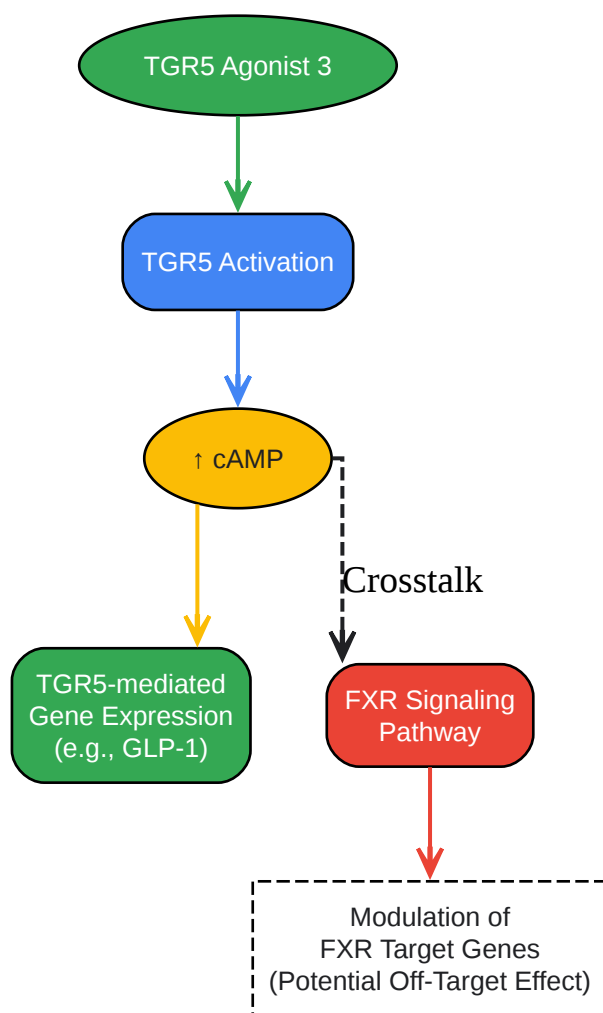 TGR5 Agonist 3
TGR5 Activation
↑ cAMP
Crosstalk
TGR5-mediated
Gene Expression
(e.g., GLP-1)
FXR Signaling
Pathway
Modulation of
FXR Target Genes
(Potential Off-Target Effect)